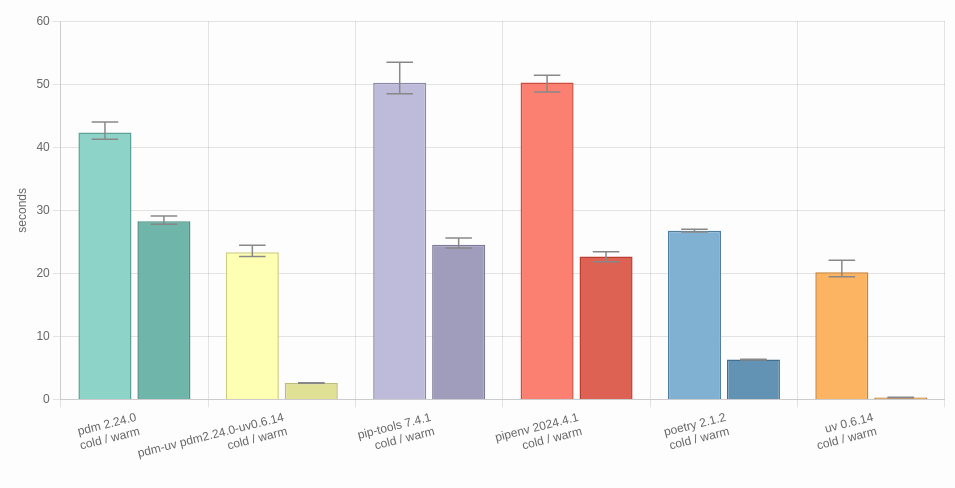 60
50
40
30
20
10
0
seconds
pdm 2.24.0
cold / warm
pdm-uv pdm2.24.0-uv0.6.14
cold / warm
pip-tools 7.4.1
cold / warm
pipenv 2024.4.1
cold / warm
poetry 2.1.2
cold / warm
uv 0.6.14
cold / warm